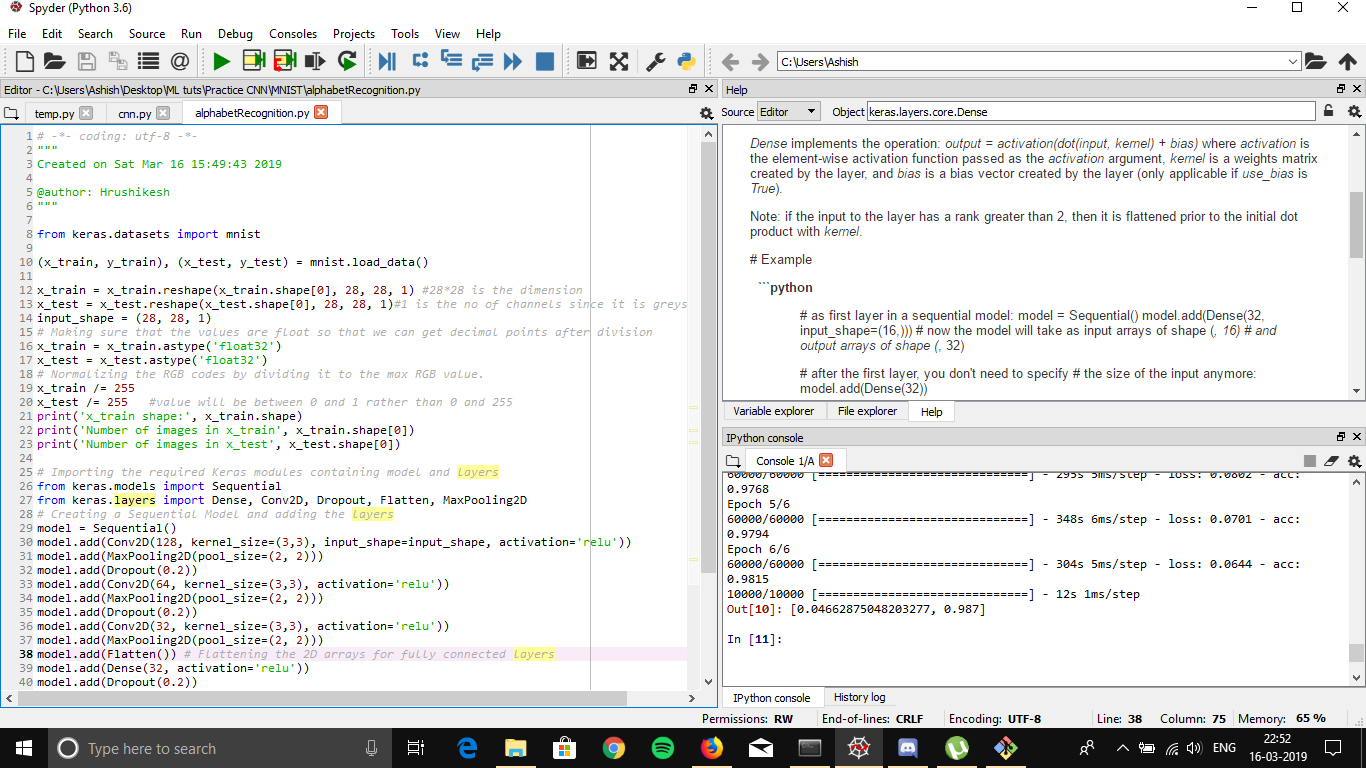 Spyder (Python 3.6)
File Edit Search Source Run Debug Consoles Projects Tools View Help
C:\Users\Ashish
Editor - C:\Users\Ashish\Desktop\ML tuts\Practice CNN\MNIST\alphabetRecognition.py
temp.py cnn.py alphabetRecognition.py
1 # -*- coding: utf-8 -*-
2 """
3 Created on Sat Mar 16 15:49:43 2019
4
5 @author: Hrushikesh
6 """
7
8 from keras.datasets import mnist
9
10 (x_train, y_train), (x_test, y_test) = mnist.load_data()
11
12 x_train = x_train.reshape(x_train.shape[0], 28, 28, 1) #28*28 is the dimension
13 x_test = x_test.reshape(x_test.shape[0], 28, 28, 1)#1 is the no of channels since it is greys
14 input_shape = (28, 28, 1)
15 # Making sure that the values are float so that we can get decimal points after division
16 x_train = x_train.astype('float32')
17 x_test = x_test.astype('float32')
18 # Normalizing the RGB codes by dividing it to the max RGB value.
19 x_train /= 255
20 x_test /= 255 #value will be between 0 and 1 rather than 0 and 255
21 print('x_train shape:', x_train.shape)
22 print('Number of images in x_train', x_train.shape[0])
23 print('Number of images in x_test', x_test.shape[0])
24
25 # Importing the required Keras modules containing model and layers
26 from keras.models import Sequential
27 from keras.layers import Dense, Conv2D, Dropout, Flatten, MaxPooling2D
28 # Creating a Sequential Model and adding the layers
29 model = Sequential()
30 model.add(Conv2D(128, kernel_size=(3,3), input_shape=input_shape, activation='relu'))
31 model.add(MaxPooling2D(pool_size=(2, 2)))
32 model.add(Dropout(0.2))
33 model.add(Conv2D(64, kernel_size=(3,3), activation='relu'))
34 model.add(MaxPooling2D(pool_size=(2, 2)))
35 model.add(Dropout(0.2))
36 model.add(Conv2D(32, kernel_size=(3,3), activation='relu'))
37 model.add(MaxPooling2D(pool_size=(2, 2)))
38 model.add(Flatten()) # Flattening the 2D arrays for fully connected layers
39 model.add(Dense(32, activation='relu'))
40 model.add(Dropout(0.2))
Help
Source Editor Object keras.layers.core.Dense
Dense implements the operation: output = activation(dot(input, kernel) + bias) where activation is
the element-wise activation function passed as the activation argument, kernel is a weights matrix
created by the layer, and bias is a bias vector created by the layer (only applicable if use_bias is
True).
Note: if the input to the layer has a rank greater than 2, then it is flattened prior to the initial dot
product with kernel.
# Example
```python
# as first layer in a sequential model: model = Sequential() model.add(Dense(32,
input_shape=(16,))) # now the model will take as input arrays of shape (, 16) # and
output arrays of shape (, 32)
# after the first layer, you don't need to specify # the size of the input anymore:
model.add(Dense(32))
Variable explorer File explorer Help
IPython console
Console 1/A
60000/60000 [==============================] - 295s 5ms/step - loss: 0.0802 - acc:
0.9768
Epoch 5/6
60000/60000 [==============================] - 348s 6ms/step - loss: 0.0701 - acc:
0.9794
Epoch 6/6
60000/60000 [==============================] - 304s 5ms/step - loss: 0.0644 - acc:
0.9815
10000/10000 [==============================] - 12s 1ms/step
Out[10]: [0.04662875048203277, 0.987]
In [11]:
IPython console History log
Permissions: RW End-of-lines: CRLF Encoding: UTF-8 Line: 38 Column: 75 Memory: 65 %
Type here to search
ENG
22:52
16-03-2019